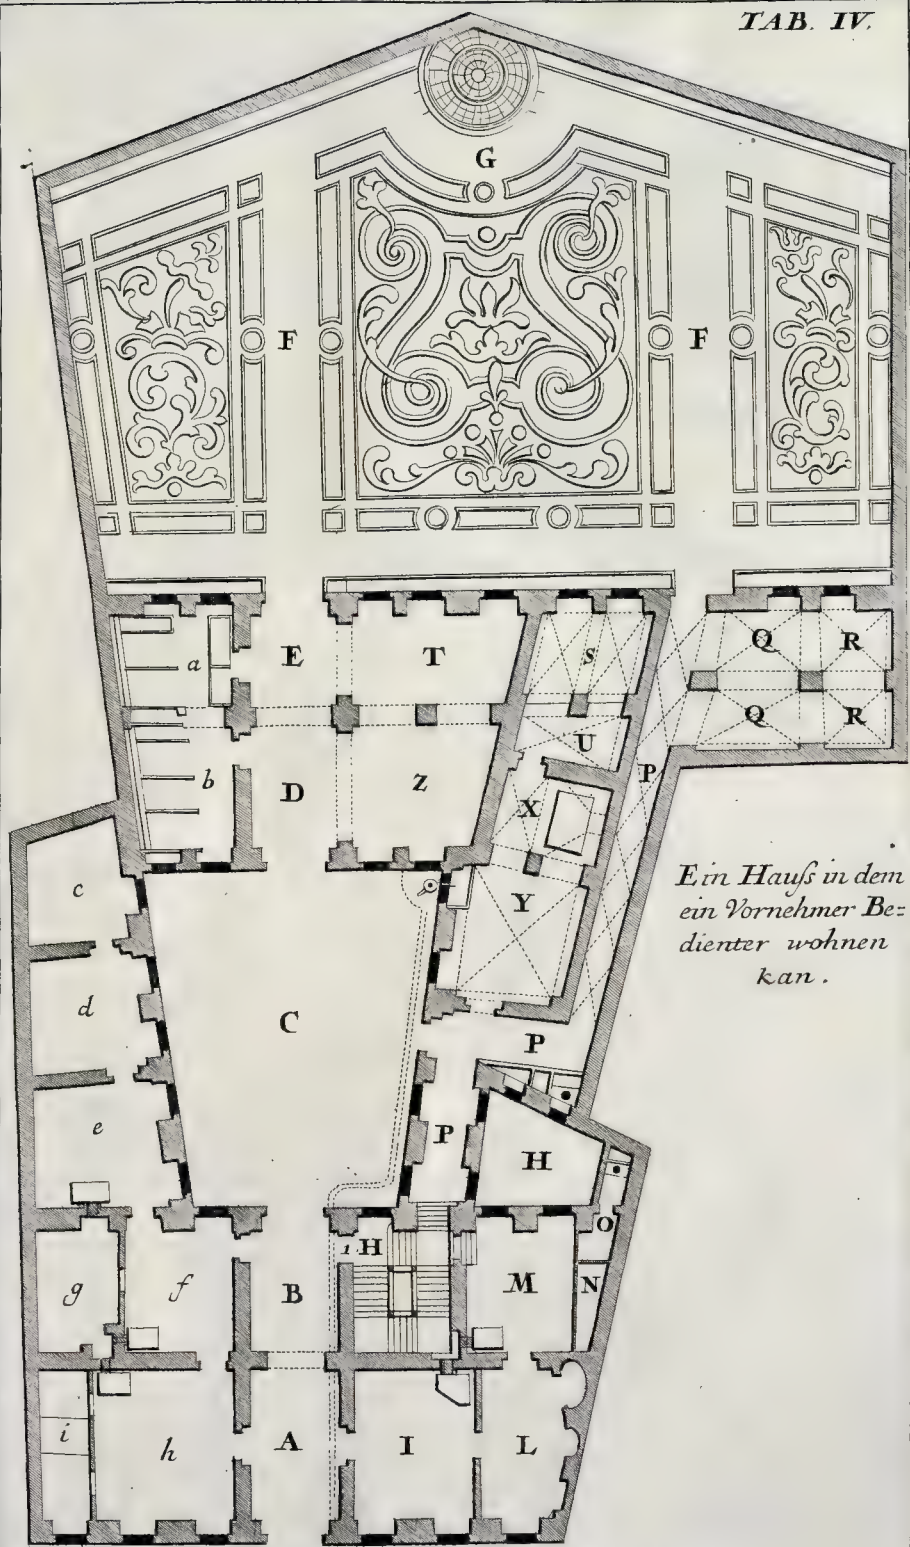 TAB. IV.
G
F F
E T S Q R
a
U Q R
b D Z X P
Y
c
Ein Hauß in dem
ein Vornehmer Be=
dienter wohnen
kan.
d C
P
e P H
1 H O
g f B M N
i h A I L